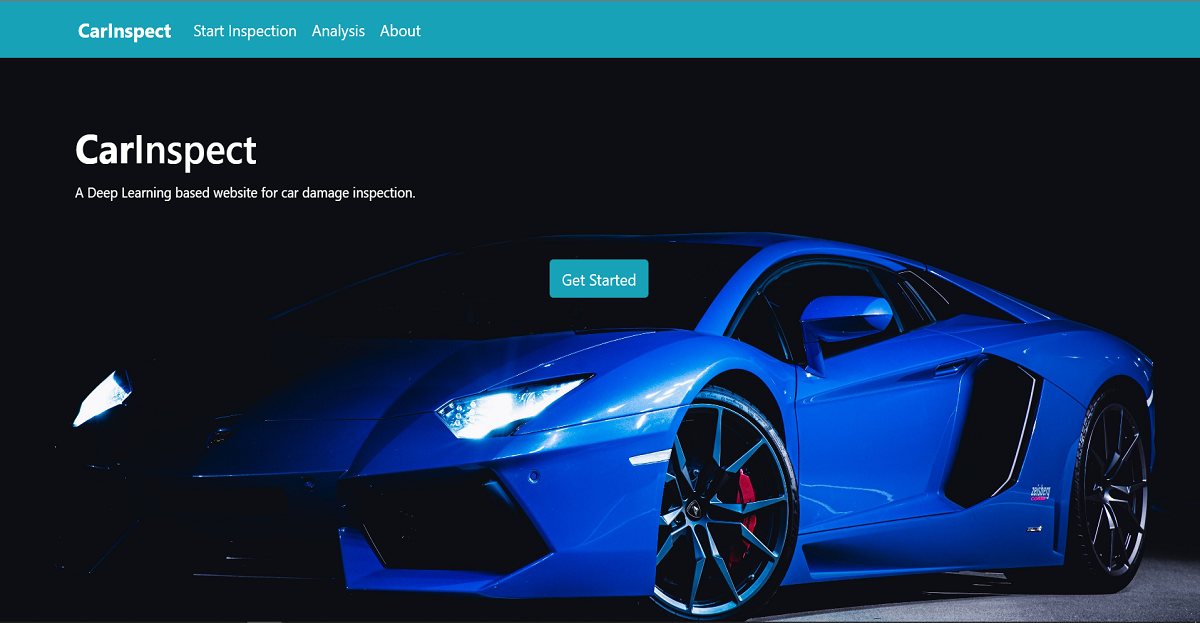 CarInspect Start Inspection Analysis About
CarInspect
A Deep Learning based website for car damage inspection.
Get Started